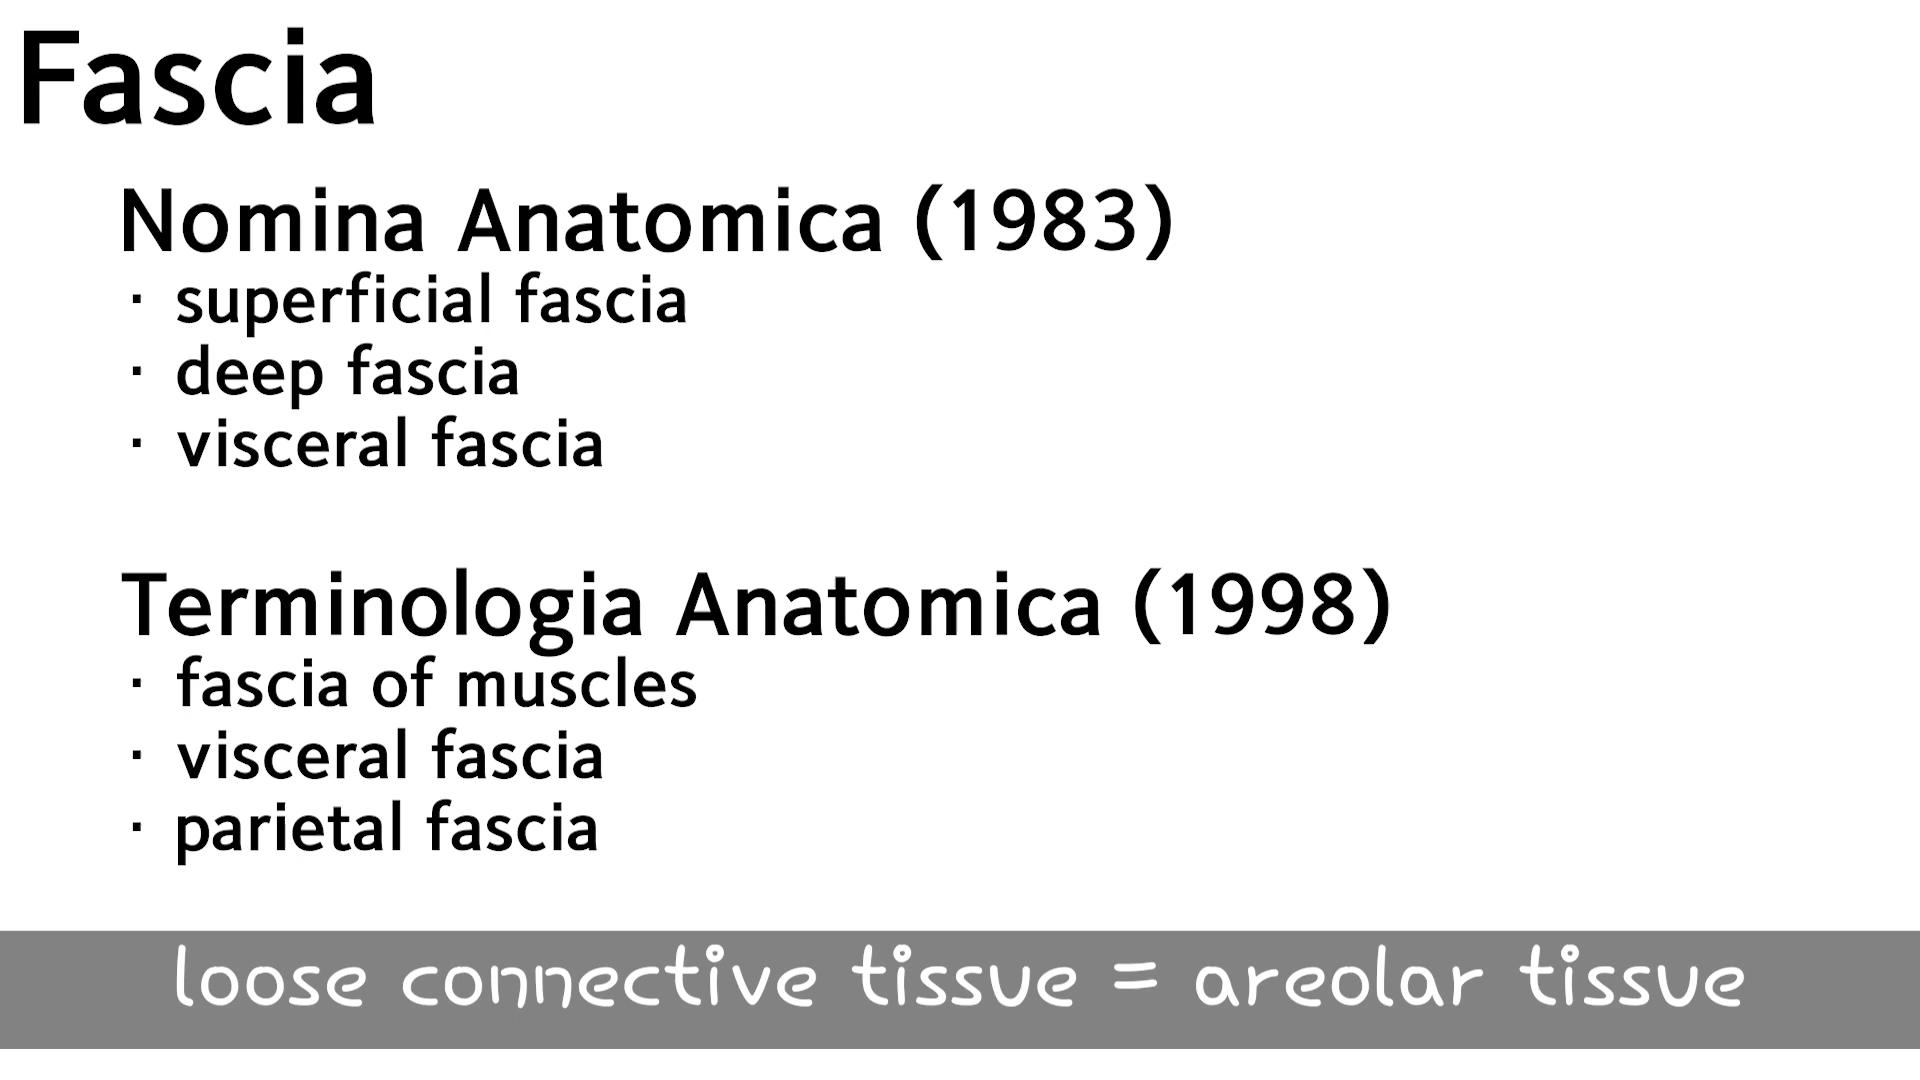 Fascia
Nomina Anatomica (1983)
· superficial fascia
· deep fascia
· visceral fascia
Terminologia Anatomica (1998)
· fascia of muscles
· visceral fascia
· parietal fascia
loose connective tissue = areolar tissue